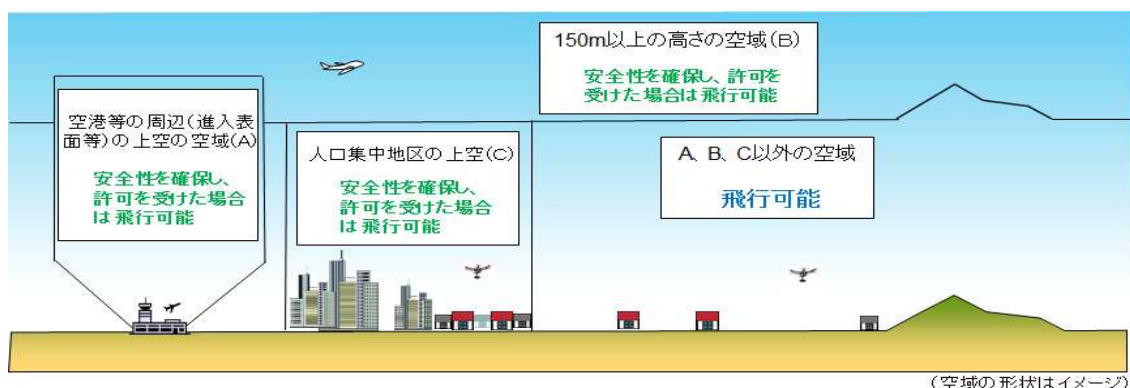 150m以上の高さの空域(B)
安全性を確保し、許可を
受けた場合は飛行可能
空港等の周辺(進入表
面等)の上空の空域(A)
安全性を確保し、
許可を受けた場合
は飛行可能
人口集中地区の上空(C)
安全性を確保し、
許可を受けた場合
は飛行可能
A、B、C以外の空域
飛行可能
(空域の形状はイメージ)